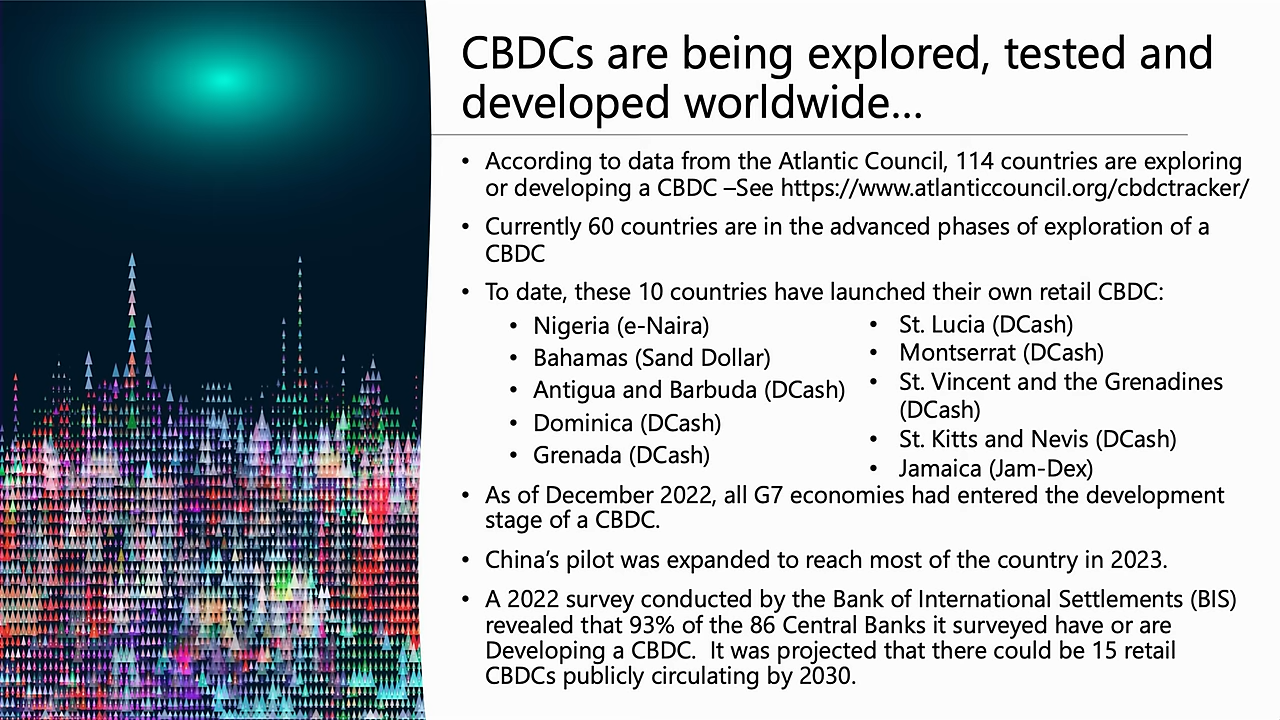 CBDCs are being explored, tested and
developed worldwide...
• According to data from the Atlantic Council, 114 countries are exploring
or developing a CBDC –See https://www.atlanticcouncil.org/cbdctracker/
• Currently 60 countries are in the advanced phases of exploration of a
CBDC
• To date, these 10 countries have launched their own retail CBDC:
• Nigeria (e-Naira)
• Bahamas (Sand Dollar)
• Antigua and Barbuda (DCash)
• Dominica (DCash)
• Grenada (DCash)
• St. Lucia (DCash)
• Montserrat (DCash)
• St. Vincent and the Grenadines
(DCash)
• St. Kitts and Nevis (DCash)
• Jamaica (Jam-Dex)
• As of December 2022, all G7 economies had entered the development
stage of a CBDC.
• China’s pilot was expanded to reach most of the country in 2023.
• A 2022 survey conducted by the Bank of International Settlements (BIS)
revealed that 93% of the 86 Central Banks it surveyed have or are
Developing a CBDC.  It was projected that there could be 15 retail
CBDCs publicly circulating by 2030.